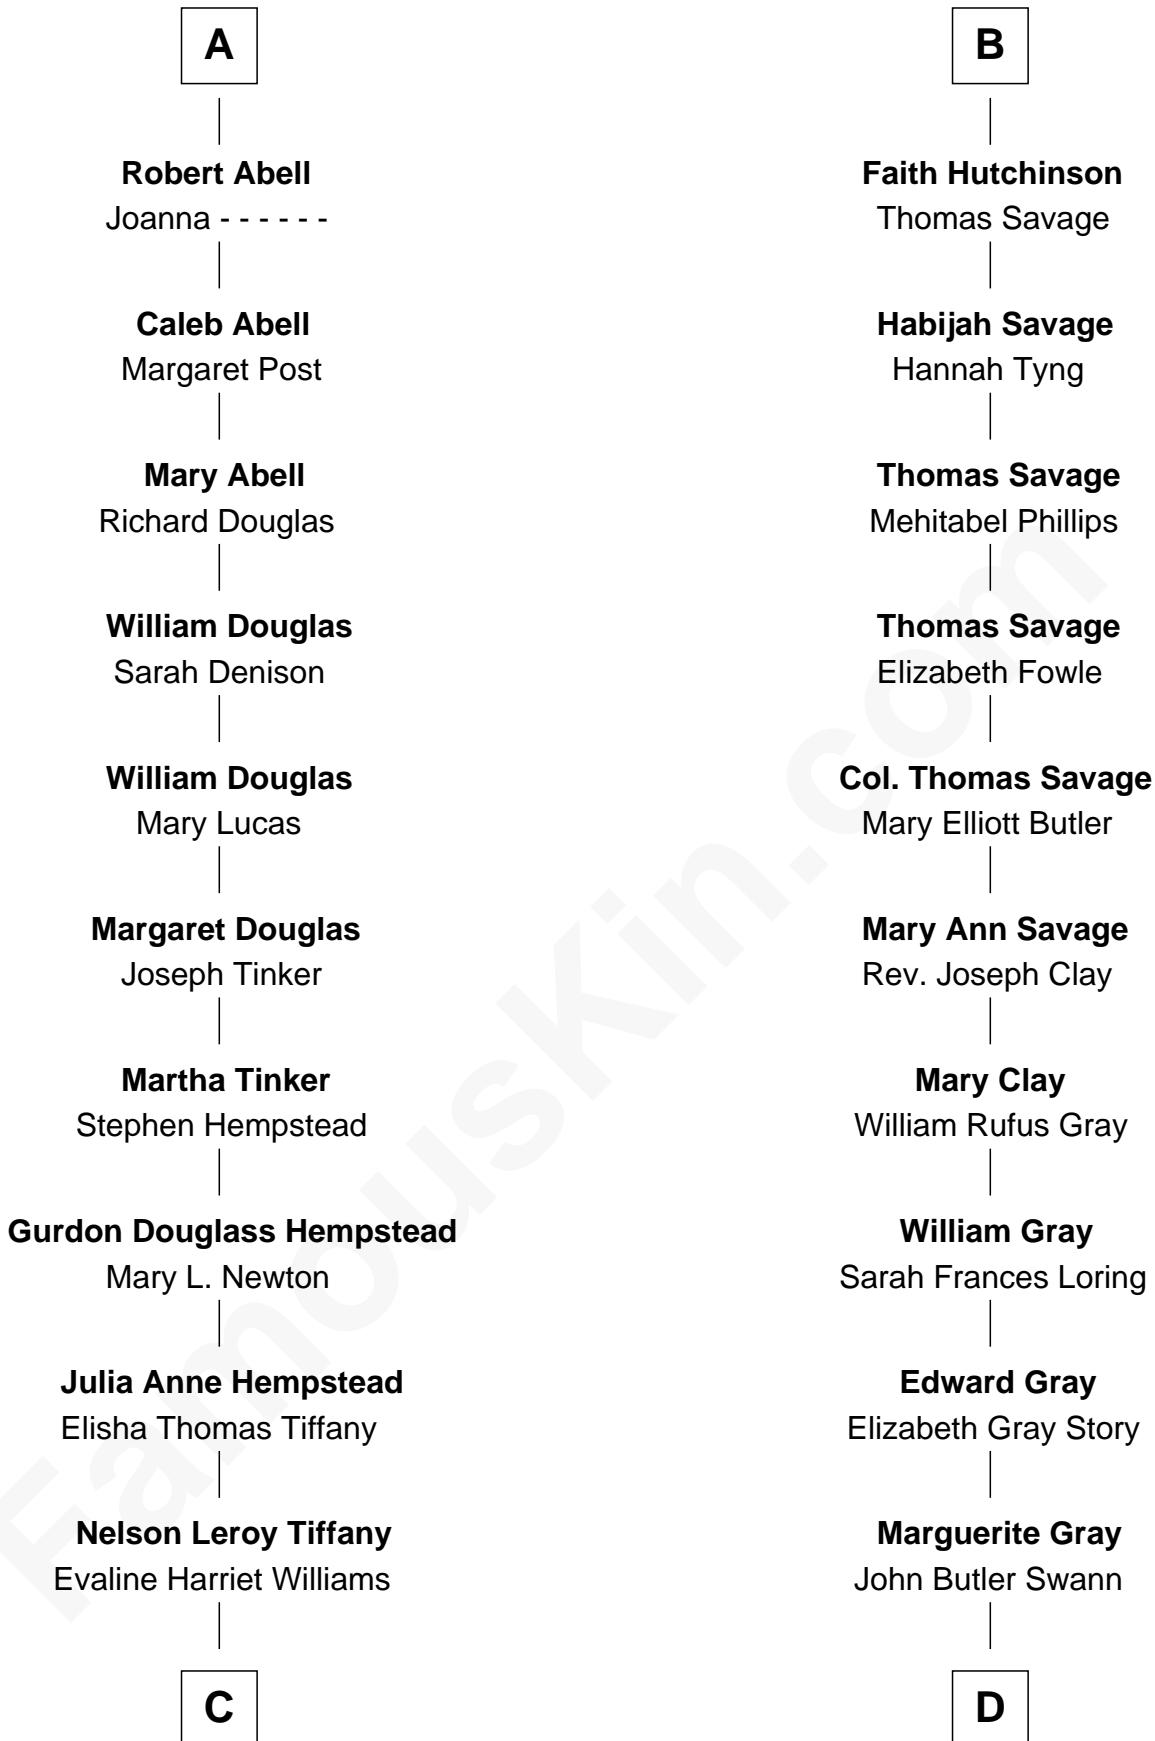 A
Robert Abell
Joanna - - - - - -
Caleb Abell
Margaret Post
Mary Abell
Richard Douglas
William Douglas
Sarah Denison
William Douglas
Mary Lucas
Margaret Douglas
Joseph Tinker
Martha Tinker
Stephen Hempstead
Gurdon Douglass Hempstead
Mary L. Newton
Julia Anne Hempstead
Elisha Thomas Tiffany
Nelson Leroy Tiffany
Evaline Harriet Williams
C
B
Faith Hutchinson
Thomas Savage
Habijah Savage
Hannah Tyng
Thomas Savage
Mehitabel Phillips
Thomas Savage
Elizabeth Fowle
Col. Thomas Savage
Mary Elliott Butler
Mary Ann Savage
Rev. Joseph Clay
Mary Clay
William Rufus Gray
William Gray
Sarah Frances Loring
Edward Gray
Elizabeth Gray Story
Marguerite Gray
John Butler Swann
D
FamousKin.com